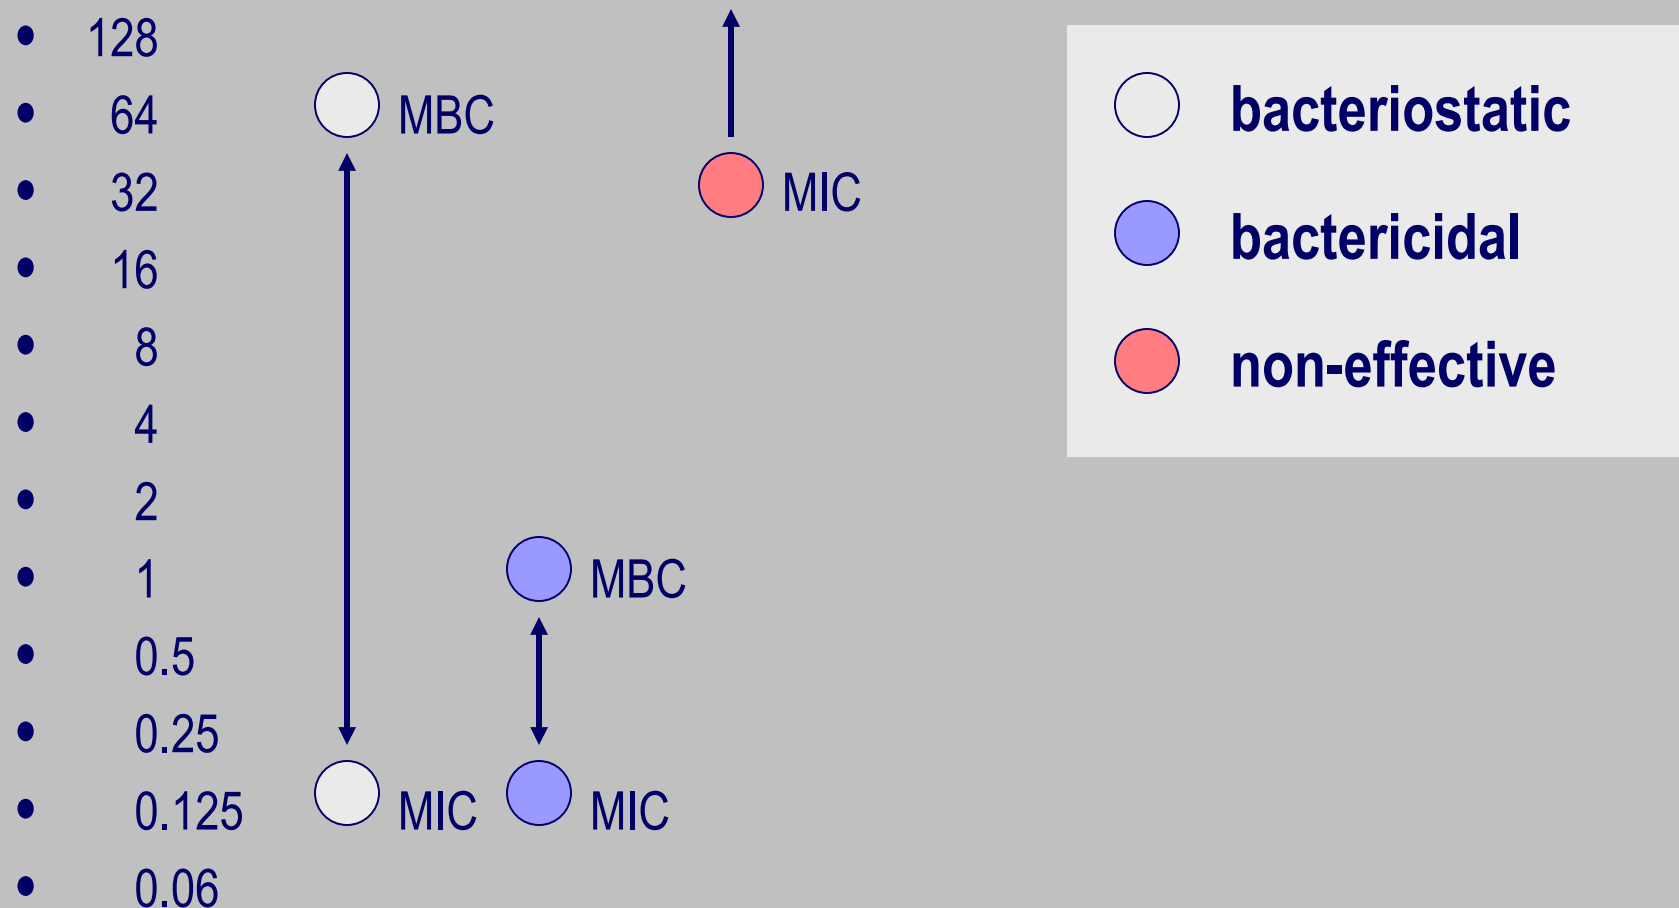 • 128
• 64 MBC
• 32 MIC
• 16
• 8
• 4
• 2
• 1 MBC
• 0.5
• 0.25
• 0.125 MIC MIC
• 0.06
bacteriostatic
bactericidal
non-effective